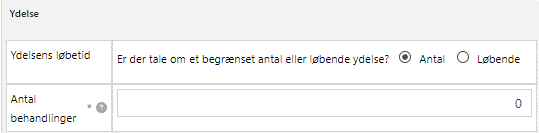 Ydelse
Ydelsens løbetid Er der tale om et begrænset antal eller løbende ydelse? Antal Løbende
Antal
behandlinger * ? 0